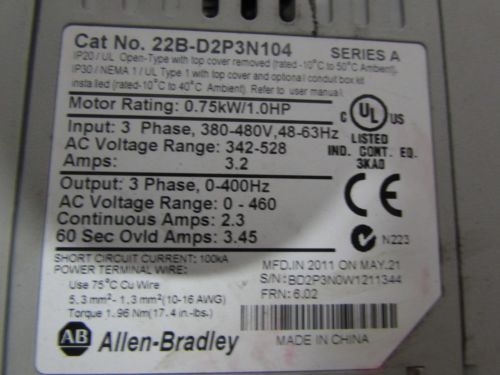 Cat No. 22B-D2P3N104 SERIES A
IP20 / UL Open-Type with top cover removed (rated -10°C to 50°C Ambient).
IP30 / NEMA 1 / UL Type 1 with top cover and optional conduit box kit
installed (rated -10°C to 40°C Ambient). Refer to user manual.
Motor Rating: 0.75kW/1.0HP
Input: 3 Phase, 380-480V,48-63Hz
AC Voltage Range: 342-528
Amps: 3.2
C UL US
LISTED
IND. CONT. EQ.
3KA0
Output: 3 Phase, 0-400Hz
AC Voltage Range: 0 - 460
Continuous Amps: 2.3
60 Sec Ovld Amps: 3.45
CE
N223
SHORT CIRCUIT CURRENT: 100kA
POWER TERMINAL WIRE:
Use 75°C Cu Wire
5.3 mm²- 1.3 mm² (10-16 AWG)
Torque 1.96 Nm (17.4 in.-lbs.)
MFD. IN 2011 ON MAY.21
S/N: BD2P3N0W1211344
FRN: 6.02
AB Allen-Bradley
MADE IN CHINA